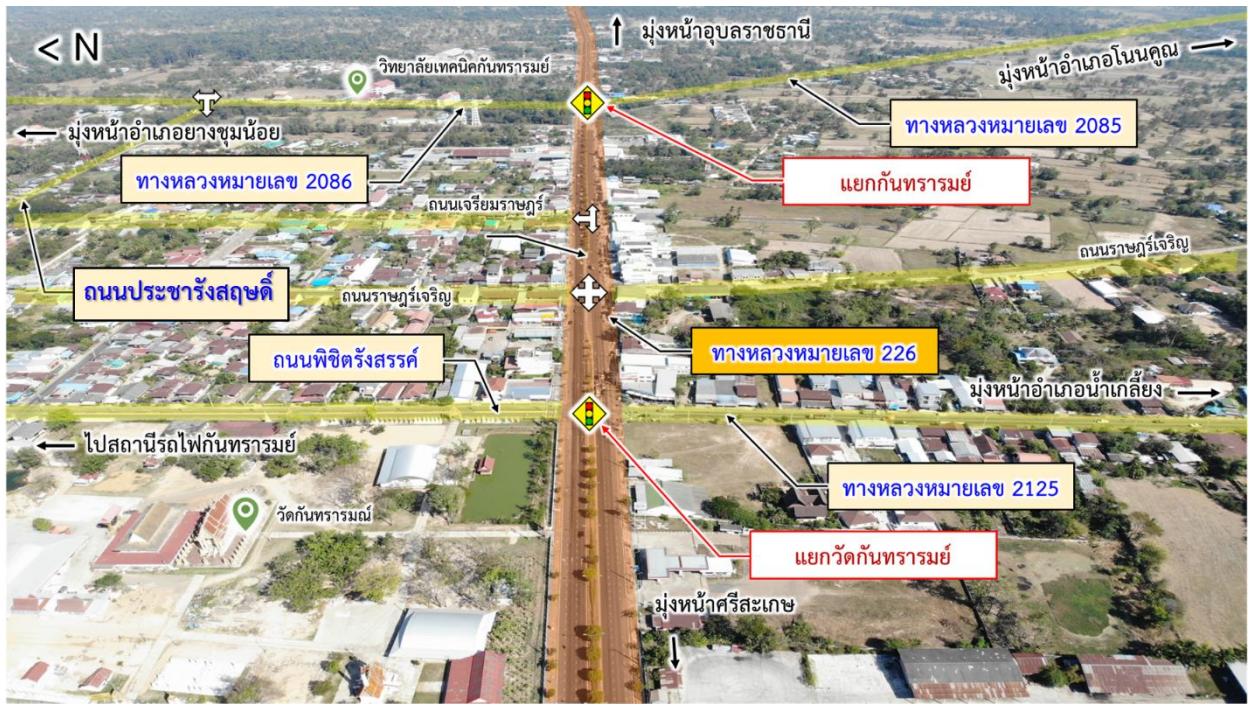 < N
มุ่งหน้าอุบลราชธานี
มุ่งหน้าอำเภอโนนคูณ
วิทยาลัยเทคนิคกันทรารมย์
มุ่งหน้าอำเภอยางชุมน้อย
ทางหลวงหมายเลข 2085
ทางหลวงหมายเลข 2086
แยกกันทรารมย์
ถนนเจรียมราษฎร์
ถนนราษฎร์เจริญ
ถนนประชารังสฤษดิ์
ถนนราษฎร์เจริญ
ถนนพิชิตรังสรรค์
ทางหลวงหมายเลข 226
มุ่งหน้าอำเภอน้ำเกลี้ยง
ไปสถานีรถไฟกันทรารมย์
ทางหลวงหมายเลข 2125
วัดกันทรารมณ์
แยกวัดกันทรารมย์
มุ่งหน้าศรีสะเกษ